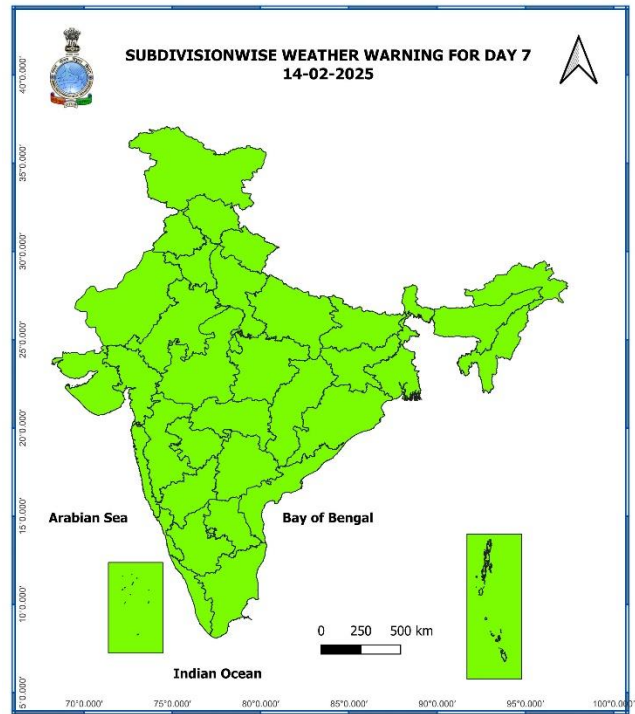 SUBDIVISIONWISE WEATHER WARNING FOR DAY 7
14-02-2025
40°0.000'
35°0.000'
30°0.000'
25°0.000'
20°0.000'
15°0.000'
10°0.000'
5°0.000'
Arabian Sea
Bay of Bengal
0 250 500 km
Indian Ocean
70°0.000' 75°0.000' 80°0.000' 85°0.000' 90°0.000' 95°0.000' 100°0.000'